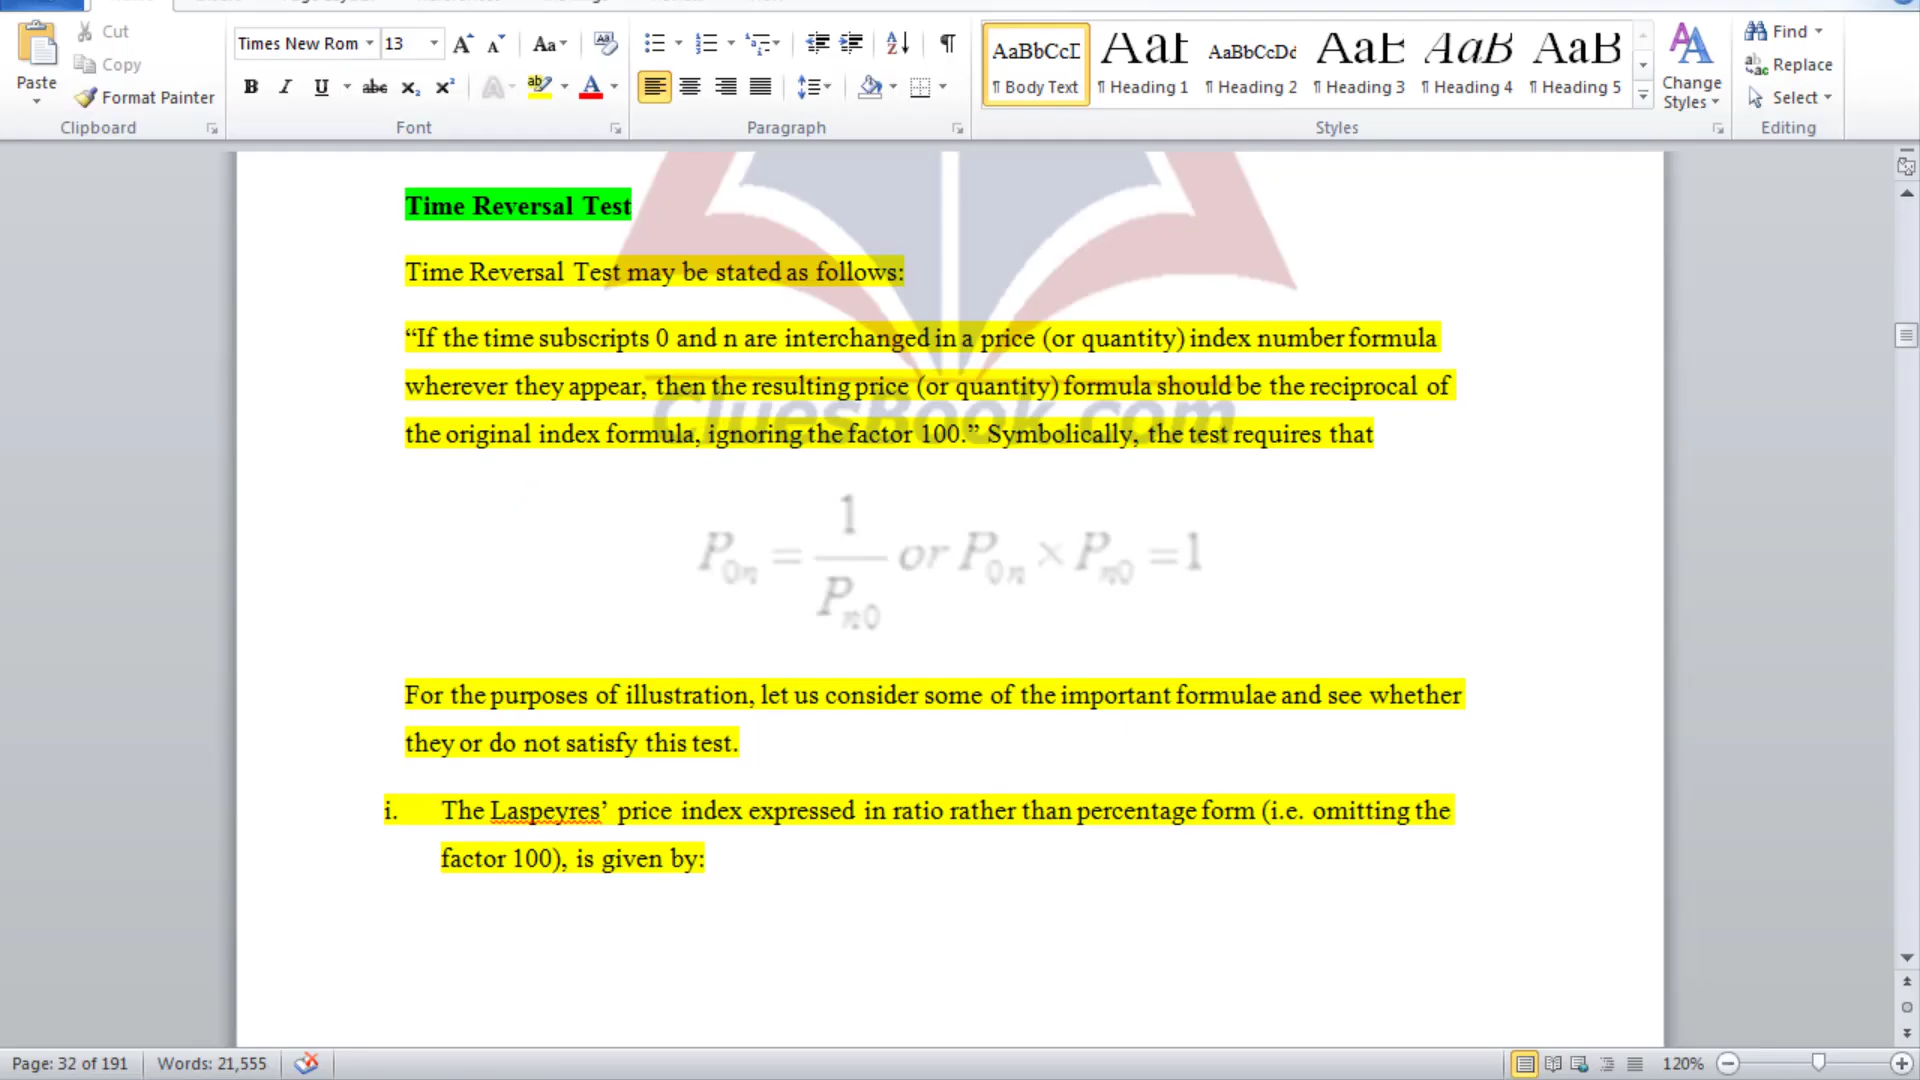 Cut
Copy
Format Painter
Paste
Clipboard
Times New Rom
13
Font
Paragraph
AaBbCcD
¶ Body Text
¶ Heading 1
AaBbCcDd
¶ Heading 2
¶ Heading 3
AaB
¶ Heading 4
AaB
¶ Heading 5
Change
Styles
Styles
Find
Replace
Select
Editing
Time Reversal Test
Time Reversal Test may be stated as follows:
“If the time subscripts 0 and n are interchanged in a price (or quantity) index number formula
wherever they appear, then the resulting price (or quantity) formula should be the reciprocal of
the original index formula, ignoring the factor 100.” Symbolically, the test requires that
CluesBook.com
P0n = 1/Pn0 or P0n × Pn0 = 1
For the purposes of illustration, let us consider some of the important formulae and see whether
they or do not satisfy this test.
i. The Laspeyres’ price index expressed in ratio rather than percentage form (i.e. omitting the
factor 100), is given by:
Page: 32 of 191
Words: 21,555
120%